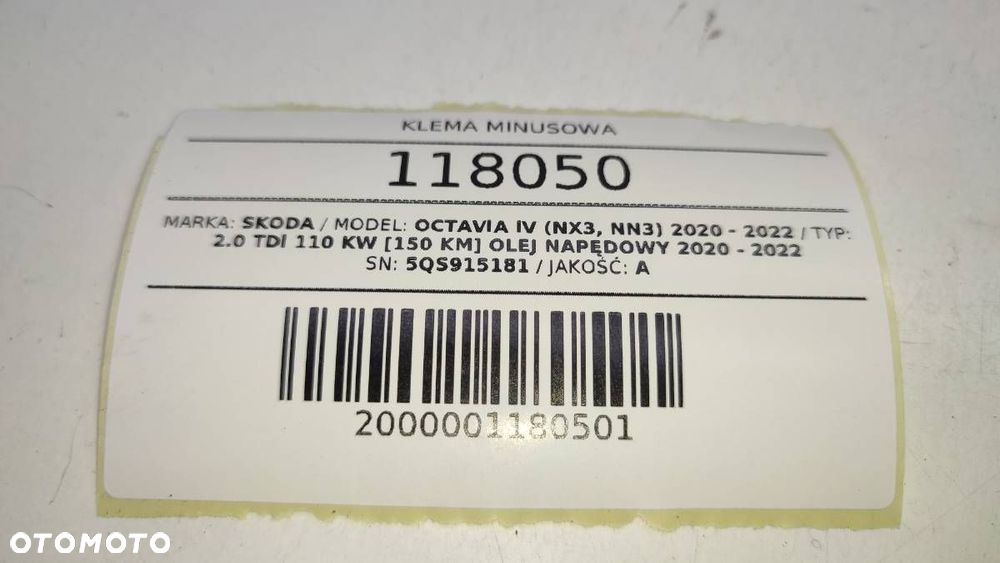 KLEMA MINUSOWA
118050
MARKA: SKODA / MODEL: OCTAVIA IV (NX3, NN3) 2020 - 2022 / TYP:
2.0 TDI 110 KW [150 KM] OLEJ NAPĘDOWY 2020 - 2022
SN: 5QS915181 / JAKOŚĆ: A
2000001180501
OTOMOTO